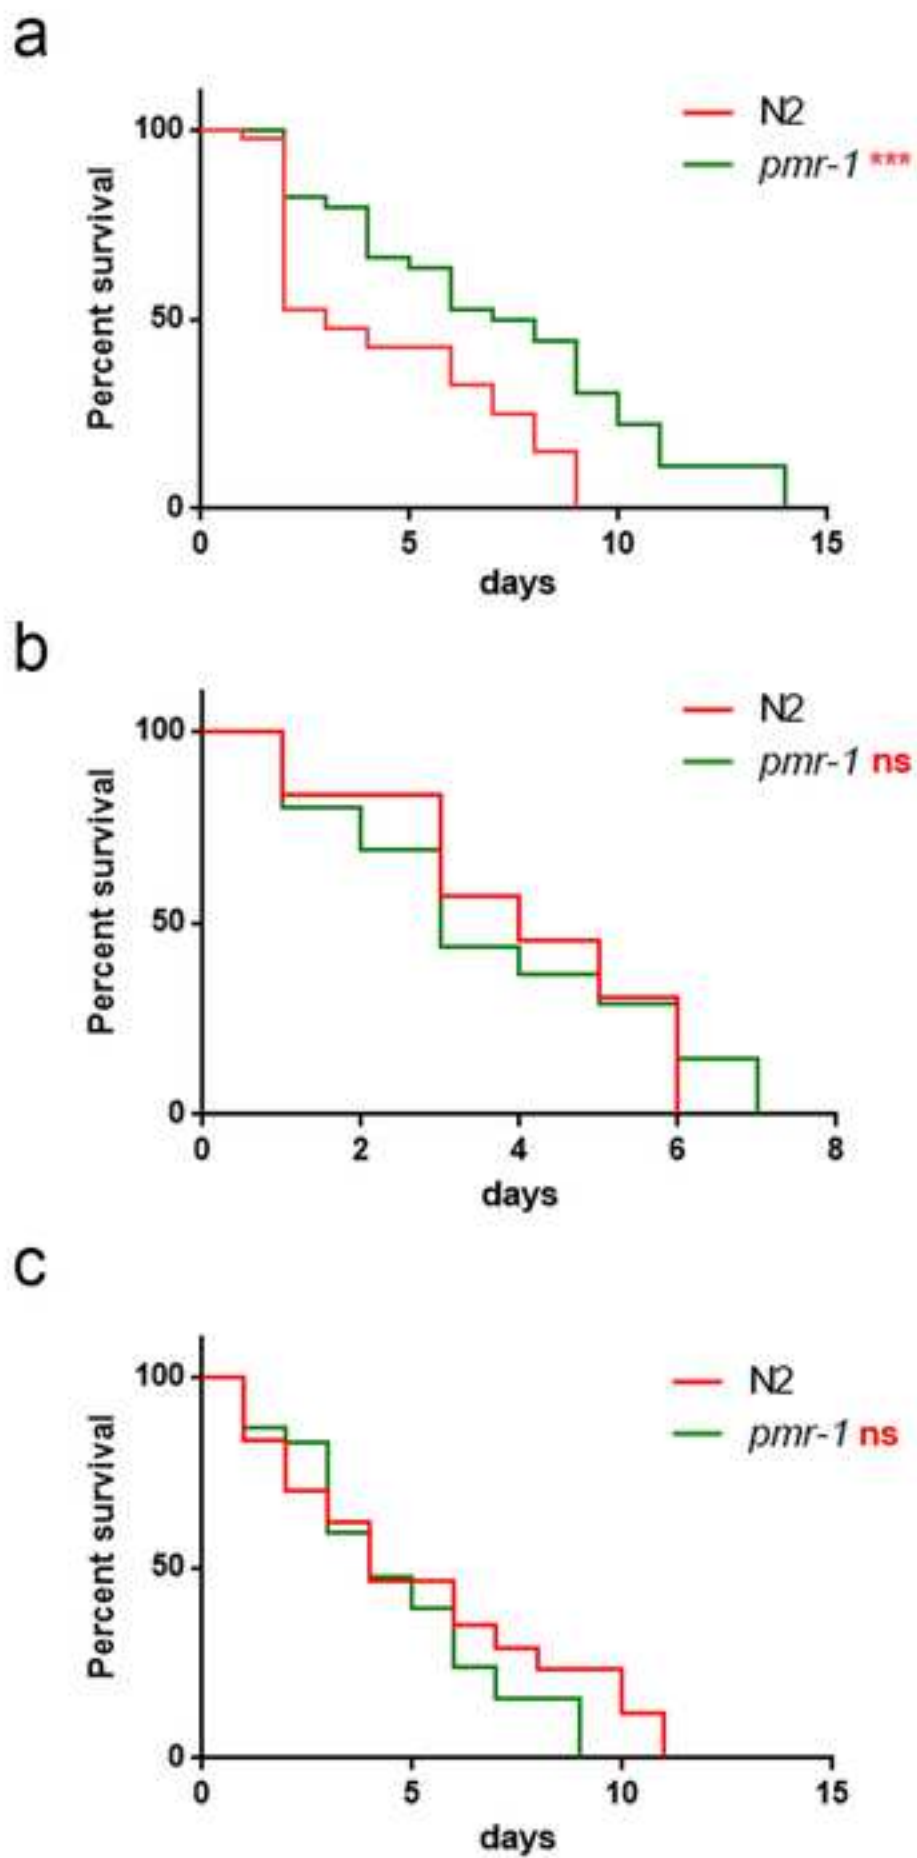 a
N2
pmr-1 ***
100
50
0
Percent survival
0 5 10 15
days
b
N2
pmr-1 ns
100
50
0
Percent survival
0 2 4 6 8
days
c
N2
pmr-1 ns
100
50
0
Percent survival
0 5 10 15
days